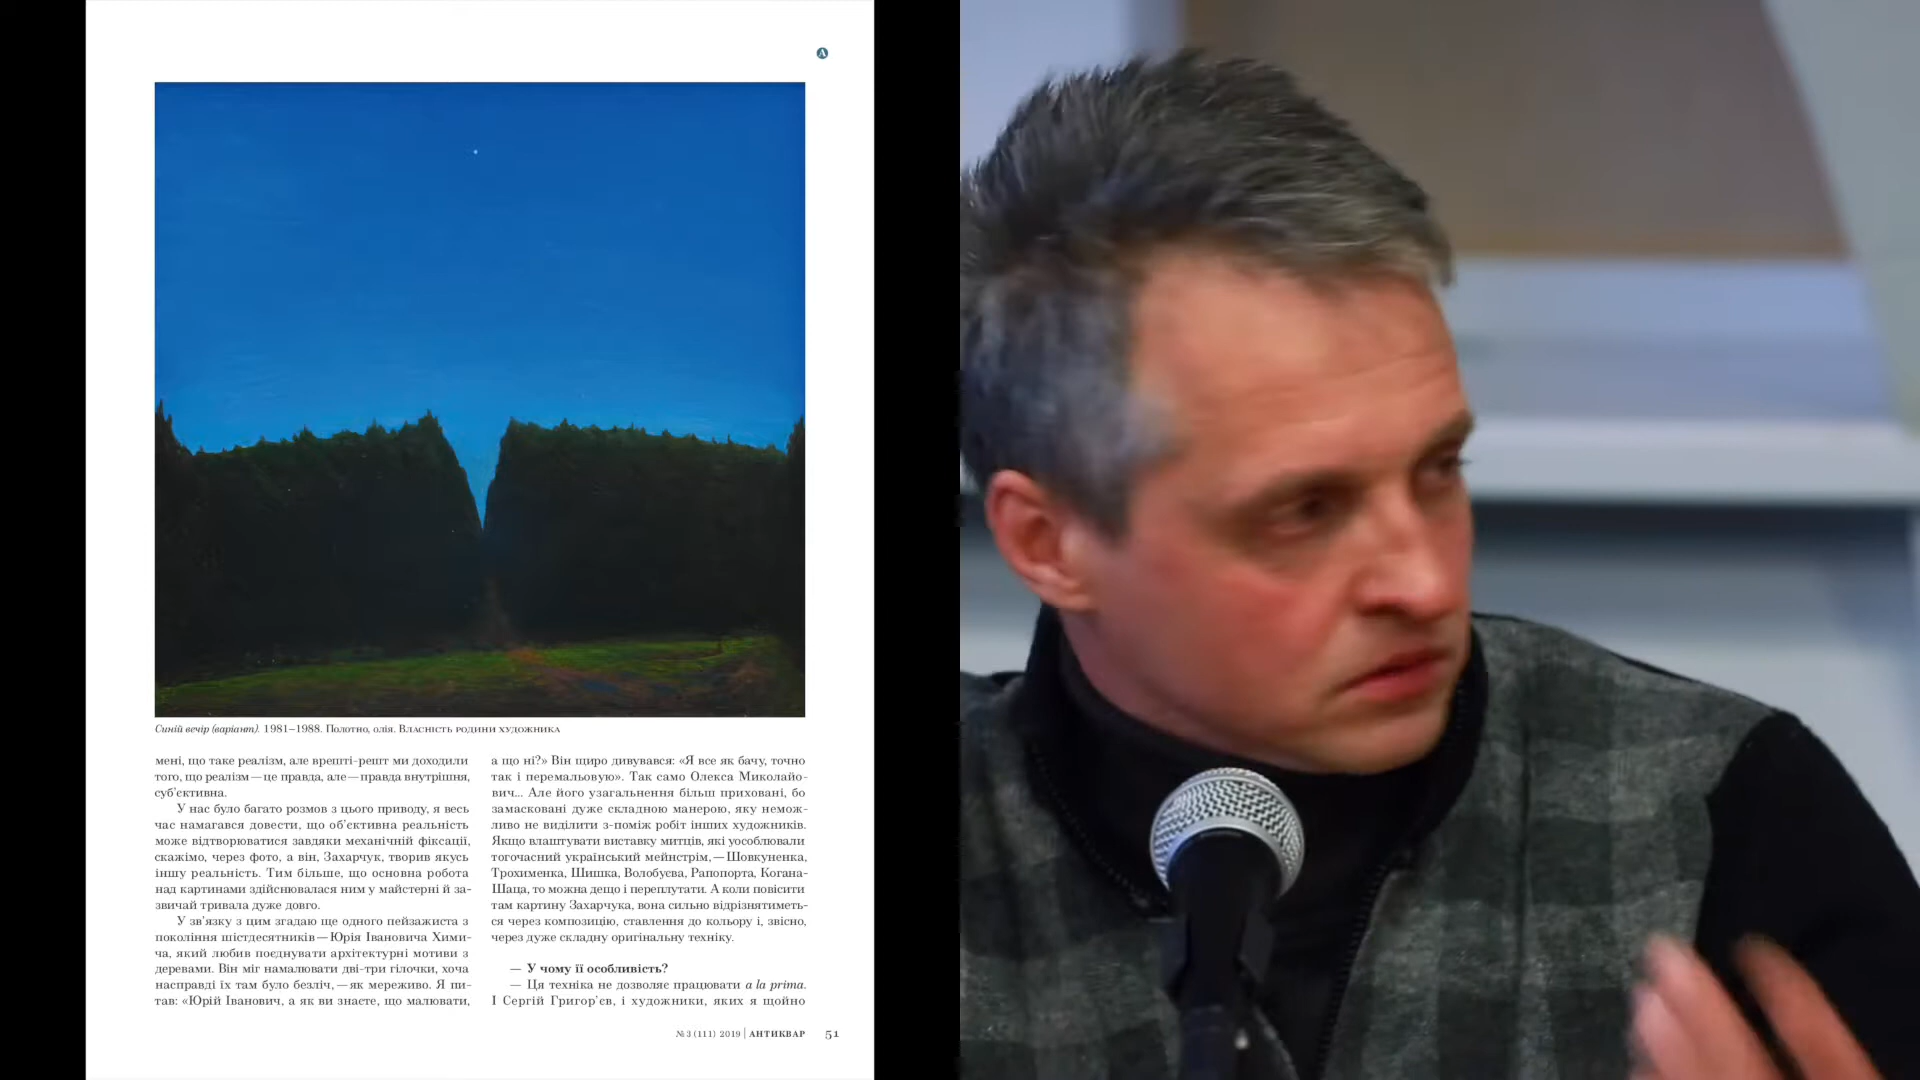 А
Синій вечір (варіант). 1981–1988. Полотно, олія. Власність родини художника
мені, що таке реалізм, але врешті-решт ми доходили
того, що реалізм — це правда, але — правда внутрішня,
суб’єктивна.
У нас було багато розмов з цього приводу, я весь
час намагався довести, що об’єктивна реальність
може відтворюватися завдяки механічній фіксації,
скажімо, через фото, а він, Захарчук, творив якусь
іншу реальність. Тим більше, що основна робота
над картинами здійснювалася ним у майстерні й за-
звичай тривала дуже довго.
У зв’язку з цим згадаю ще одного пейзажиста з
покоління шістдесятників — Юрія Івановича Хими-
ча, який любив поєднувати архітектурні мотиви з
деревами. Він міг намалювати дві-три гілочки, хоча
насправді їх там було безліч, — як мереживо. Я пи-
тав: «Юрій Іванович, а як ви знаєте, що малювати,
а що ні?» Він щиро дивувався: «Я все як бачу, точно
так і перемальовую». Так само Олекса Миколайо-
вич... Але його узагальнення більш приховані, бо
замасковані дуже складною манерою, яку немож-
ливо не виділити з-поміж робіт інших художників.
Якщо влаштувати виставку митців, які уособлювали
тогочасний український мейнстрім, — Шовкуненка,
Трохименка, Шишка, Волобуєва, Рапопорта, Когана-
Шаца, то можна дещо і переплутати. А коли повісити
там картину Захарчука, вона сильно відрізнятиметь-
ся через композицію, ставлення до кольору і, звісно,
через дуже складну оригінальну техніку.
— У чому її особливість?
— Ця техніка не дозволяє працювати a la prima.
І Сергій Григор’єв, і художники, яких я щойно
№3 (111) 2019 | АНТИКВАР 51